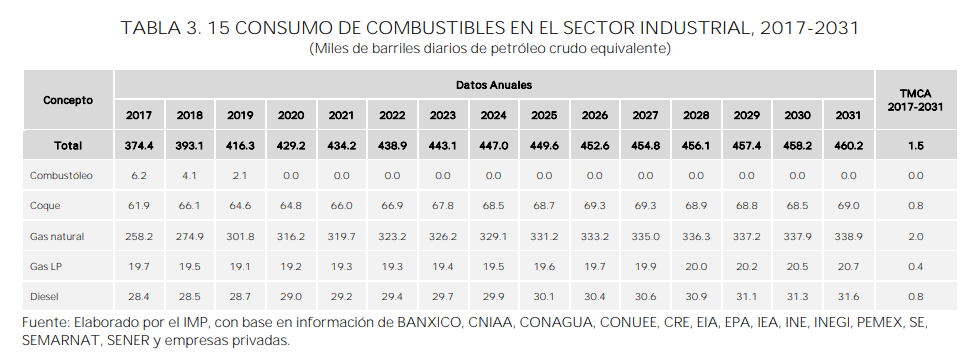 TABLA 3. 15 CONSUMO DE COMBUSTIBLES EN EL SECTOR INDUSTRIAL, 2017-2031
(Miles de barriles diarios de petróleo crudo equivalente)
Concepto Datos Anuales TMCA 2017-2031
2017 2018 2019 2020 2021 2022 2023 2024 2025 2026 2027 2028 2029 2030 2031
Total 374.4 393.1 416.3 429.2 434.2 438.9 443.1 447.0 449.6 452.6 454.8 456.1 457.4 458.2 460.2 1.5
Combustóleo 6.2 4.1 2.1 0.0 0.0 0.0 0.0 0.0 0.0 0.0 0.0 0.0 0.0 0.0 0.0 0.0
Coque 61.9 66.1 64.6 64.8 66.0 66.9 67.8 68.5 68.7 69.3 69.3 68.9 68.8 68.5 69.0 0.8
Gas natural 258.2 274.9 301.8 316.2 319.7 323.2 326.2 329.1 331.2 333.2 335.0 336.3 337.2 337.9 338.9 2.0
Gas LP 19.7 19.5 19.1 19.2 19.3 19.3 19.4 19.5 19.6 19.7 19.9 20.0 20.2 20.5 20.7 0.4
Diesel 28.4 28.5 28.7 29.0 29.2 29.4 29.7 29.9 30.1 30.4 30.6 30.9 31.1 31.3 31.6 0.8
Fuente: Elaborado por el IMP, con base en información de BANXICO, CNIAA, CONAGUA, CONUEE, CRE, EIA, EPA, IEA, INE, INEGI, PEMEX, SE,
SEMARNAT, SENER y empresas privadas.